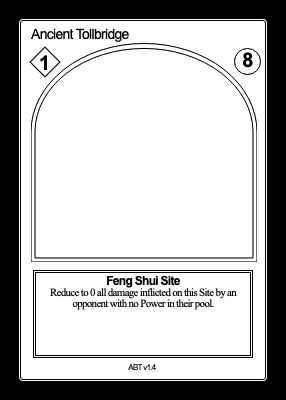 Ancient Tollbridge
1
8
Feng Shui Site
Reduce to 0 all damage inflicted on this Site by an
opponent with no Power in their pool.
ABT v1.4